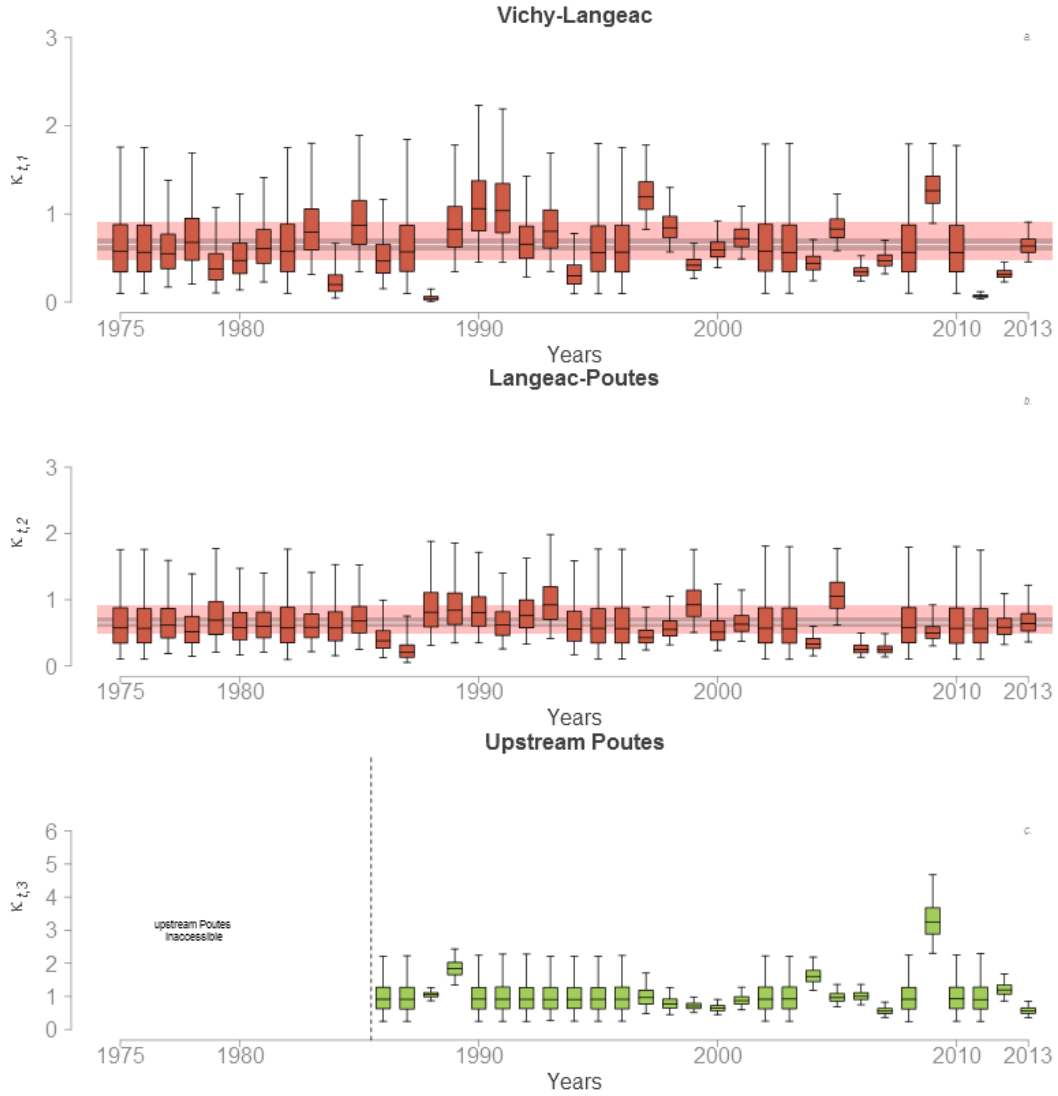 Vichy-Langeac
a.
3
2
1
0
κt,1
1975 1980 1990 2000 2010 2013
Years
Langeac-Poutes
b.
3
2
1
0
κt,2
1975 1980 1990 2000 2010 2013
Years
Upstream Poutes
c.
6
5
4
3
2
1
0
κt,3
upstream Poutes
inaccessible
1975 1980 1990 2000 2010 2013
Years